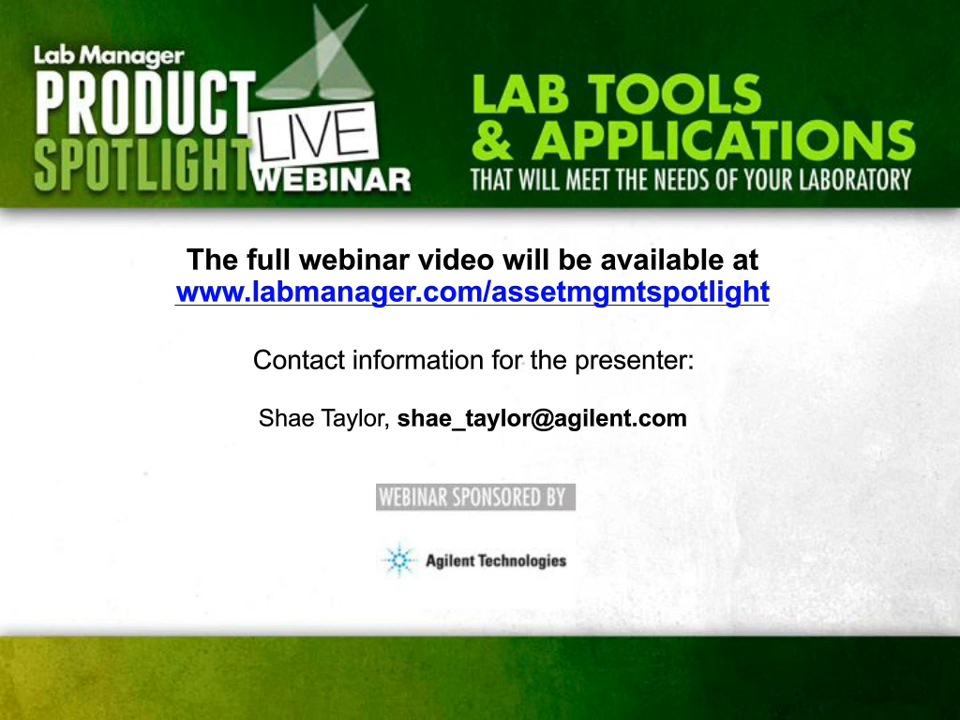 Lab Manager
PRODUCT
SPOTLIGHT
LIVE
WEBINAR
LAB TOOLS
& APPLICATIONS
THAT WILL MEET THE NEEDS OF YOUR LABORATORY
The full webinar video will be available at
www.labmanager.com/assetmgmtspotlight
Contact information for the presenter:
Shae Taylor, shae_taylor@agilent.com
WEBINAR SPONSORED BY
Agilent Technologies